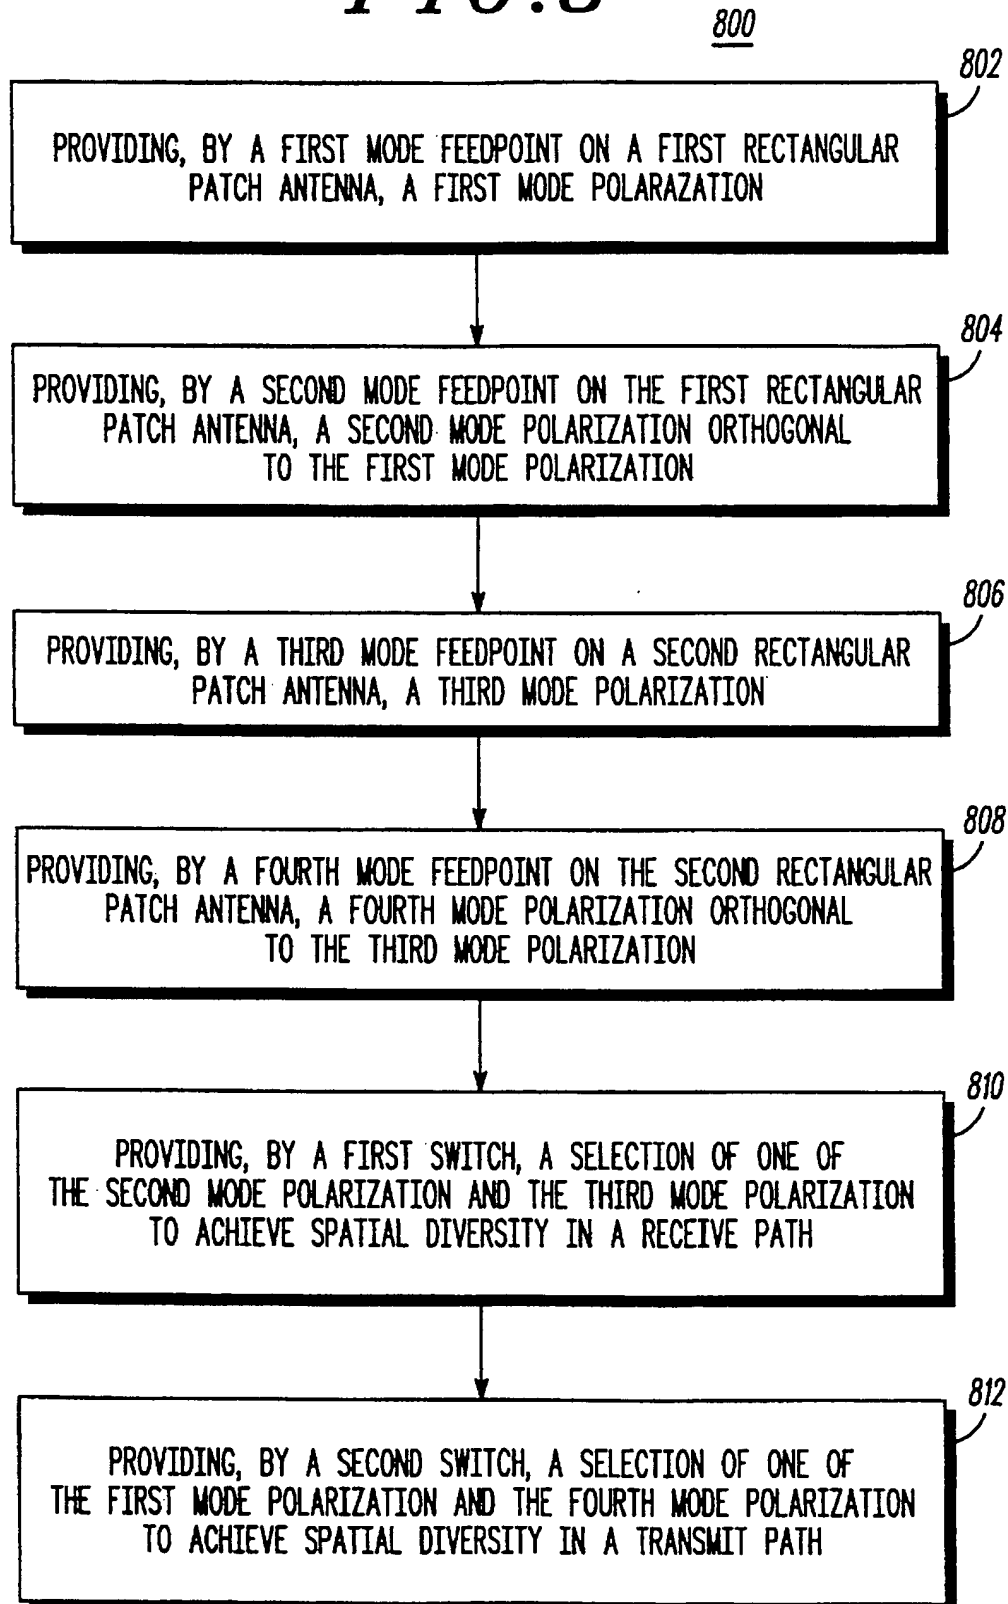 FIG.8
800
802
PROVIDING, BY A FIRST MODE FEEDPOINT ON A FIRST RECTANGULAR
PATCH ANTENNA, A FIRST MODE POLARAZATION
804
PROVIDING, BY A SECOND MODE FEEDPOINT ON THE FIRST RECTANGULAR
PATCH ANTENNA, A SECOND MODE POLARIZATION ORTHOGONAL
TO THE FIRST MODE POLARIZATION
806
PROVIDING, BY A THIRD MODE FEEDPOINT ON A SECOND RECTANGULAR
PATCH ANTENNA, A THIRD MODE POLARIZATION
808
PROVIDING, BY A FOURTH MODE FEEDPOINT ON THE SECOND RECTANGULAR
PATCH ANTENNA, A FOURTH MODE POLARIZATION ORTHOGONAL
TO THE THIRD MODE POLARIZATION
810
PROVIDING, BY A FIRST SWITCH, A SELECTION OF ONE OF
THE SECOND MODE POLARIZATION AND THE THIRD MODE POLARIZATION
TO ACHIEVE SPATIAL DIVERSITY IN A RECEIVE PATH
812
PROVIDING, BY A SECOND SWITCH, A SELECTION OF ONE OF
THE FIRST MODE POLARIZATION AND THE FOURTH MODE POLARIZATION
TO ACHIEVE SPATIAL DIVERSITY IN A TRANSMIT PATH